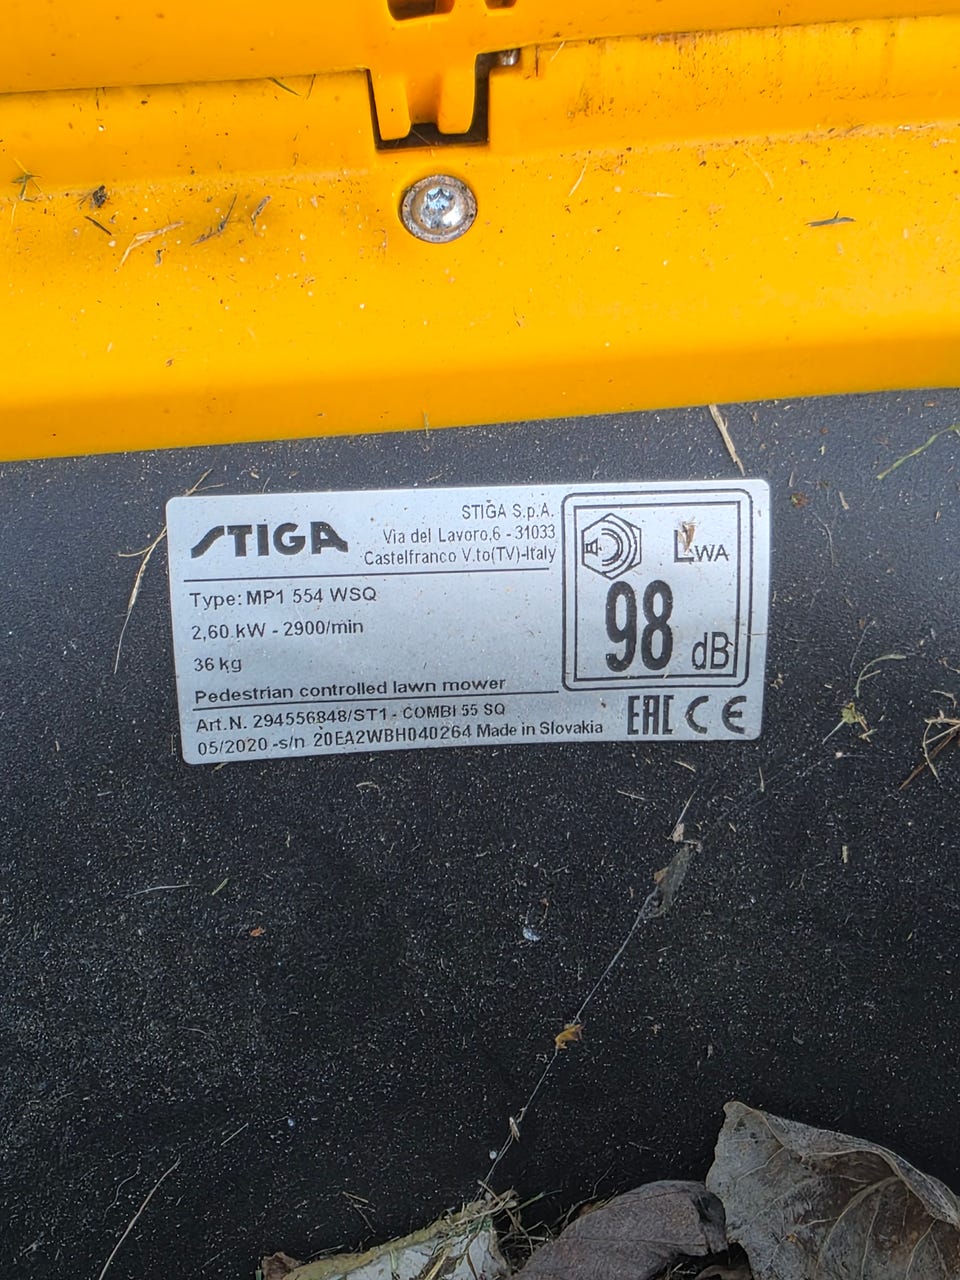 STIGA
STIGA S.p.A.
Via del Lavoro,6 - 31033
Castelfranco V.to(TV)-Italy
Type: MP1 554 WSQ
2,60 kW - 2900/min
36 kg
Pedestrian controlled lawn mower
Art.N. 294556848/ST1 - COMBI 55 SQ
05/2020 -s/n 20EA2WBH040264 Made in Slovakia
LWA
98 dB
EAC CE